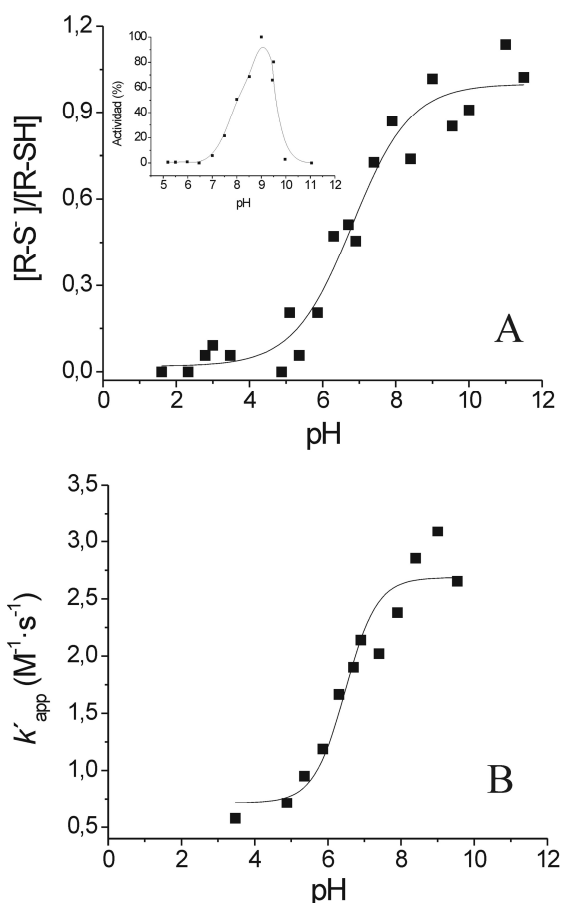 1,2
0,9
0,6
0,3
0,0
[R-S⁻]/[R-SH]
100
80
60
40
20
0
Actividad (%)
5 6 7 8 9 10 11 12
pH
A
0 2 4 6 8 10 12
pH
3,5
3,0
2,5
2,0
1,5
1,0
0,5
k´app (M⁻¹·s⁻¹)
B
0 2 4 6 8 10 12
pH